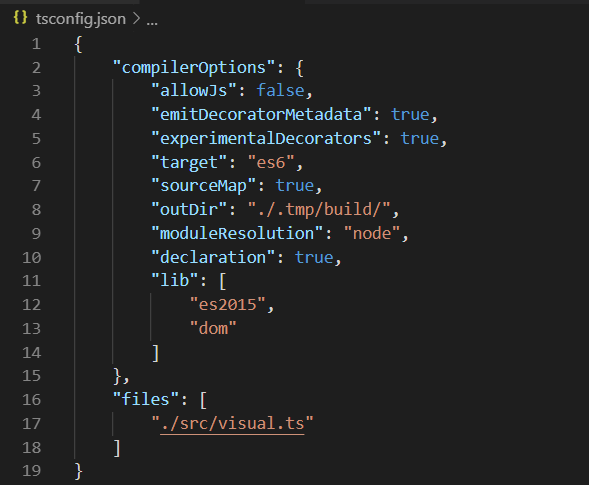 {} tsconfig.json > ...
1 {
2     "compilerOptions": {
3         "allowJs": false,
4         "emitDecoratorMetadata": true,
5         "experimentalDecorators": true,
6         "target": "es6",
7         "sourceMap": true,
8         "outDir": "./.tmp/build/",
9         "moduleResolution": "node",
10         "declaration": true,
11         "lib": [
12             "es2015",
13             "dom"
14         ]
15     },
16     "files": [
17         "./src/visual.ts"
18     ]
19 }